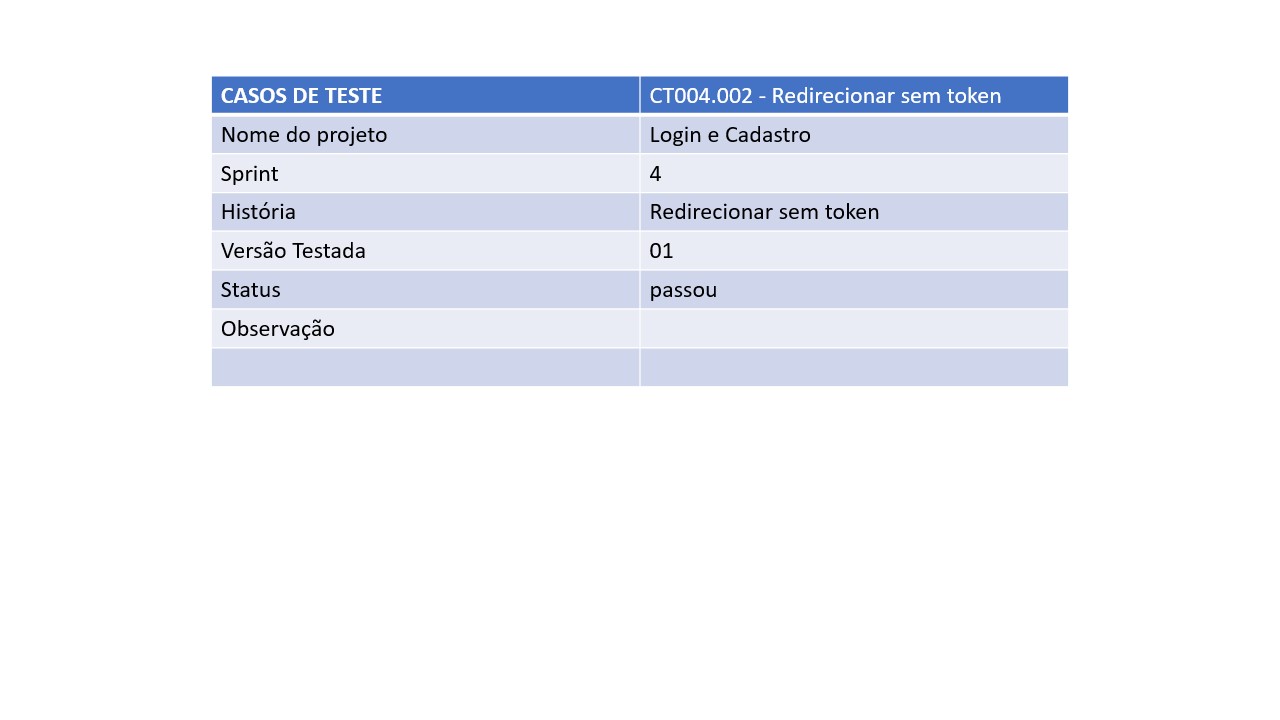 CASOS DE TESTE
CT004.002 - Redirecionar sem token
Nome do projeto
Login e Cadastro
Sprint
4
História
Redirecionar sem token
Versão Testada
01
Status
passou
Observação